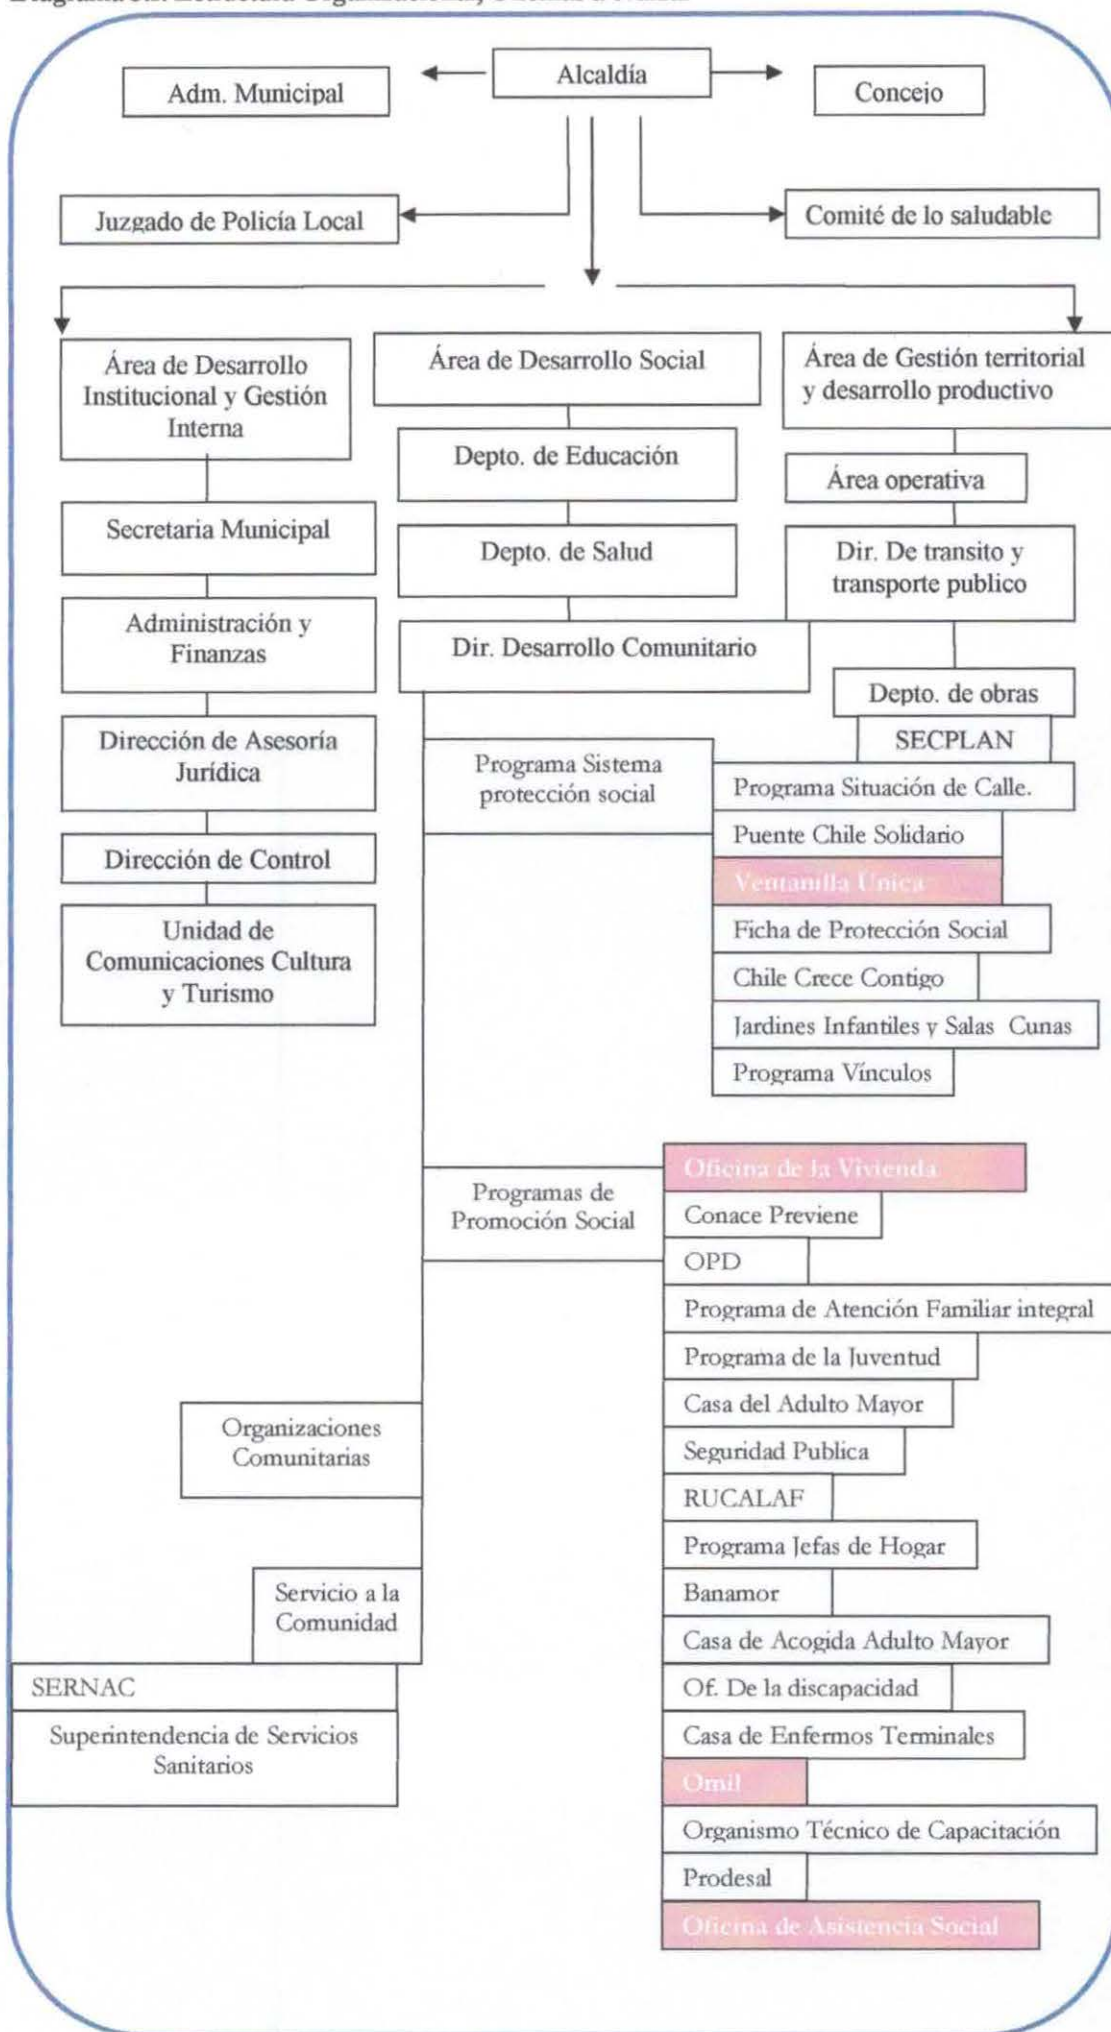 Alcaldía
Adm. Municipal
Concejo
Juzgado de Policía Local
Comité de lo saludable
Área de Desarrollo
Institucional y Gestión
Interna
Área de Desarrollo Social
Área de Gestión territorial
y desarrollo productivo
Secretaria Municipal
Administración y
Finanzas
Dirección de Asesoría
Jurídica
Dirección de Control
Unidad de
Comunicaciones Cultura
y Turismo
Depto. de Educación
Depto. de Salud
Dir. Desarrollo Comunitario
Área operativa
Dir. De transito y
transporte publico
Depto. de obras
SECPLAN
Programa Sistema
protección social
Programa Situación de Calle.
Puente Chile Solidario
Ventanilla Única
Ficha de Protección Social
Chile Crece Contigo
Jardines Infantiles y Salas Cunas
Programa Vínculos
Programas de
Promoción Social
Oficina de la Vivienda
Conace Previene
OPD
Programa de Atención Familiar integral
Programa de la Juventud
Casa del Adulto Mayor
Seguridad Publica
RUCALAF
Programa Jefas de Hogar
Banamor
Casa de Acogida Adulto Mayor
Of. De la discapacidad
Casa de Enfermos Terminales
Omil
Organismo Técnico de Capacitación
Prodesal
Oficina de Asistencia Social
Organizaciones
Comunitarias
Servicio a la
Comunidad
SERNAC
Superintendencia de Servicios
Sanitarios